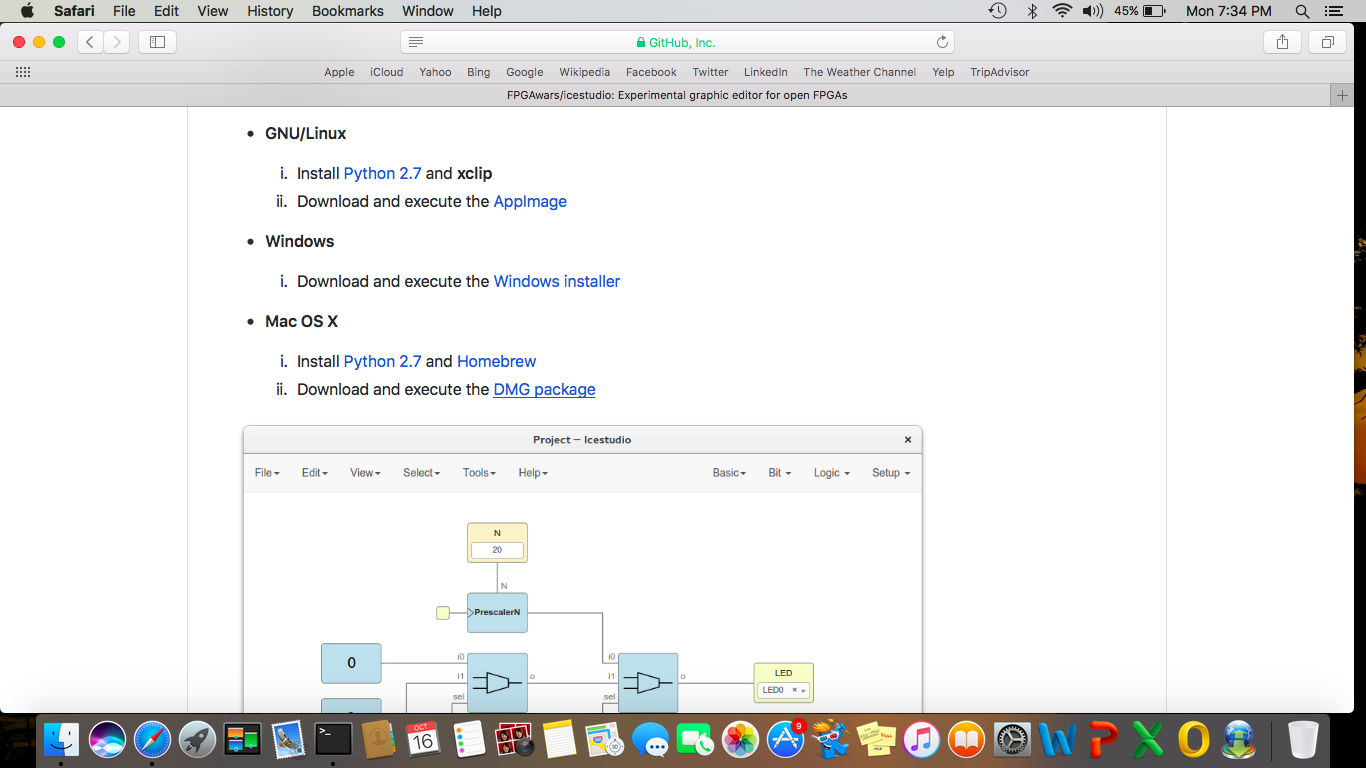 Safari File Edit View History Bookmarks Window Help 45% Mon 7:34 PM
GitHub, Inc.
Apple iCloud Yahoo Bing Google Wikipedia Facebook Twitter LinkedIn The Weather Channel Yelp TripAdvisor
FPGAwars/icestudio: Experimental graphic editor for open FPGAs
• GNU/Linux
i. Install Python 2.7 and xclip
ii. Download and execute the AppImage
• Windows
i. Download and execute the Windows installer
• Mac OS X
i. Install Python 2.7 and Homebrew
ii. Download and execute the DMG package
Project — Icestudio ×
File Edit View Select Tools Help Basic Bit Logic Setup
N
20
N
PrescalerN
0
i0
i1
sel
o
i0
i1
sel
o
LED
LED0 ×
OCT
16
9